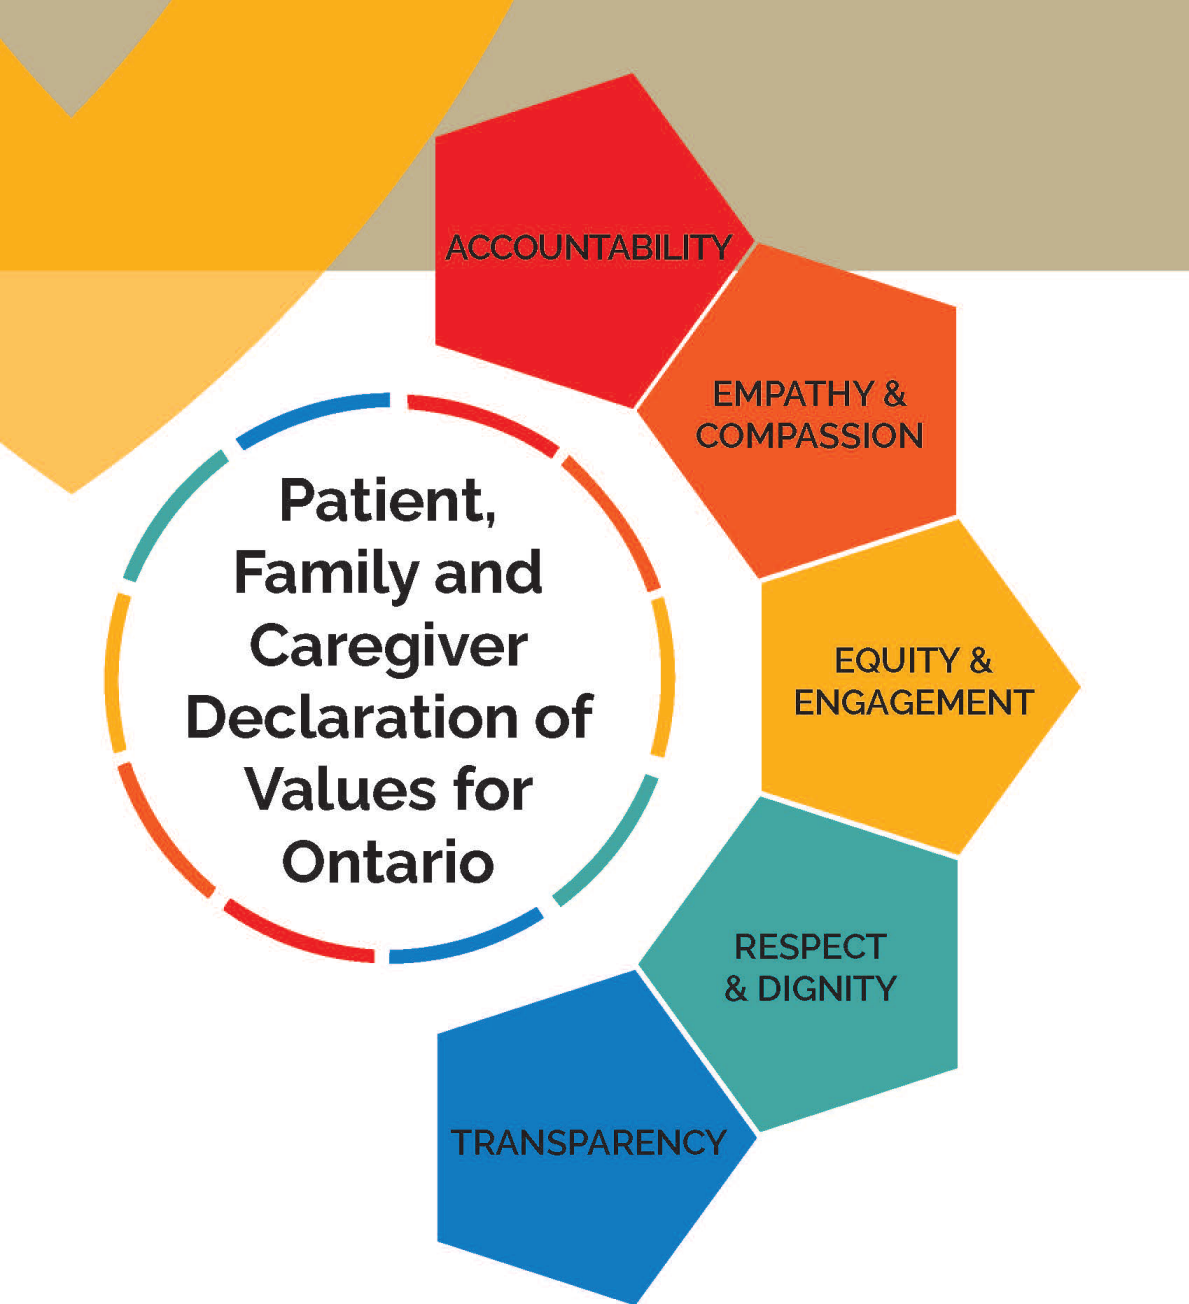 ACCOUNTABILITY
EMPATHY &
COMPASSION
Patient,
Family and
Caregiver
Declaration of
Values for
Ontario
EQUITY &
ENGAGEMENT
RESPECT
& DIGNITY
TRANSPARENCY